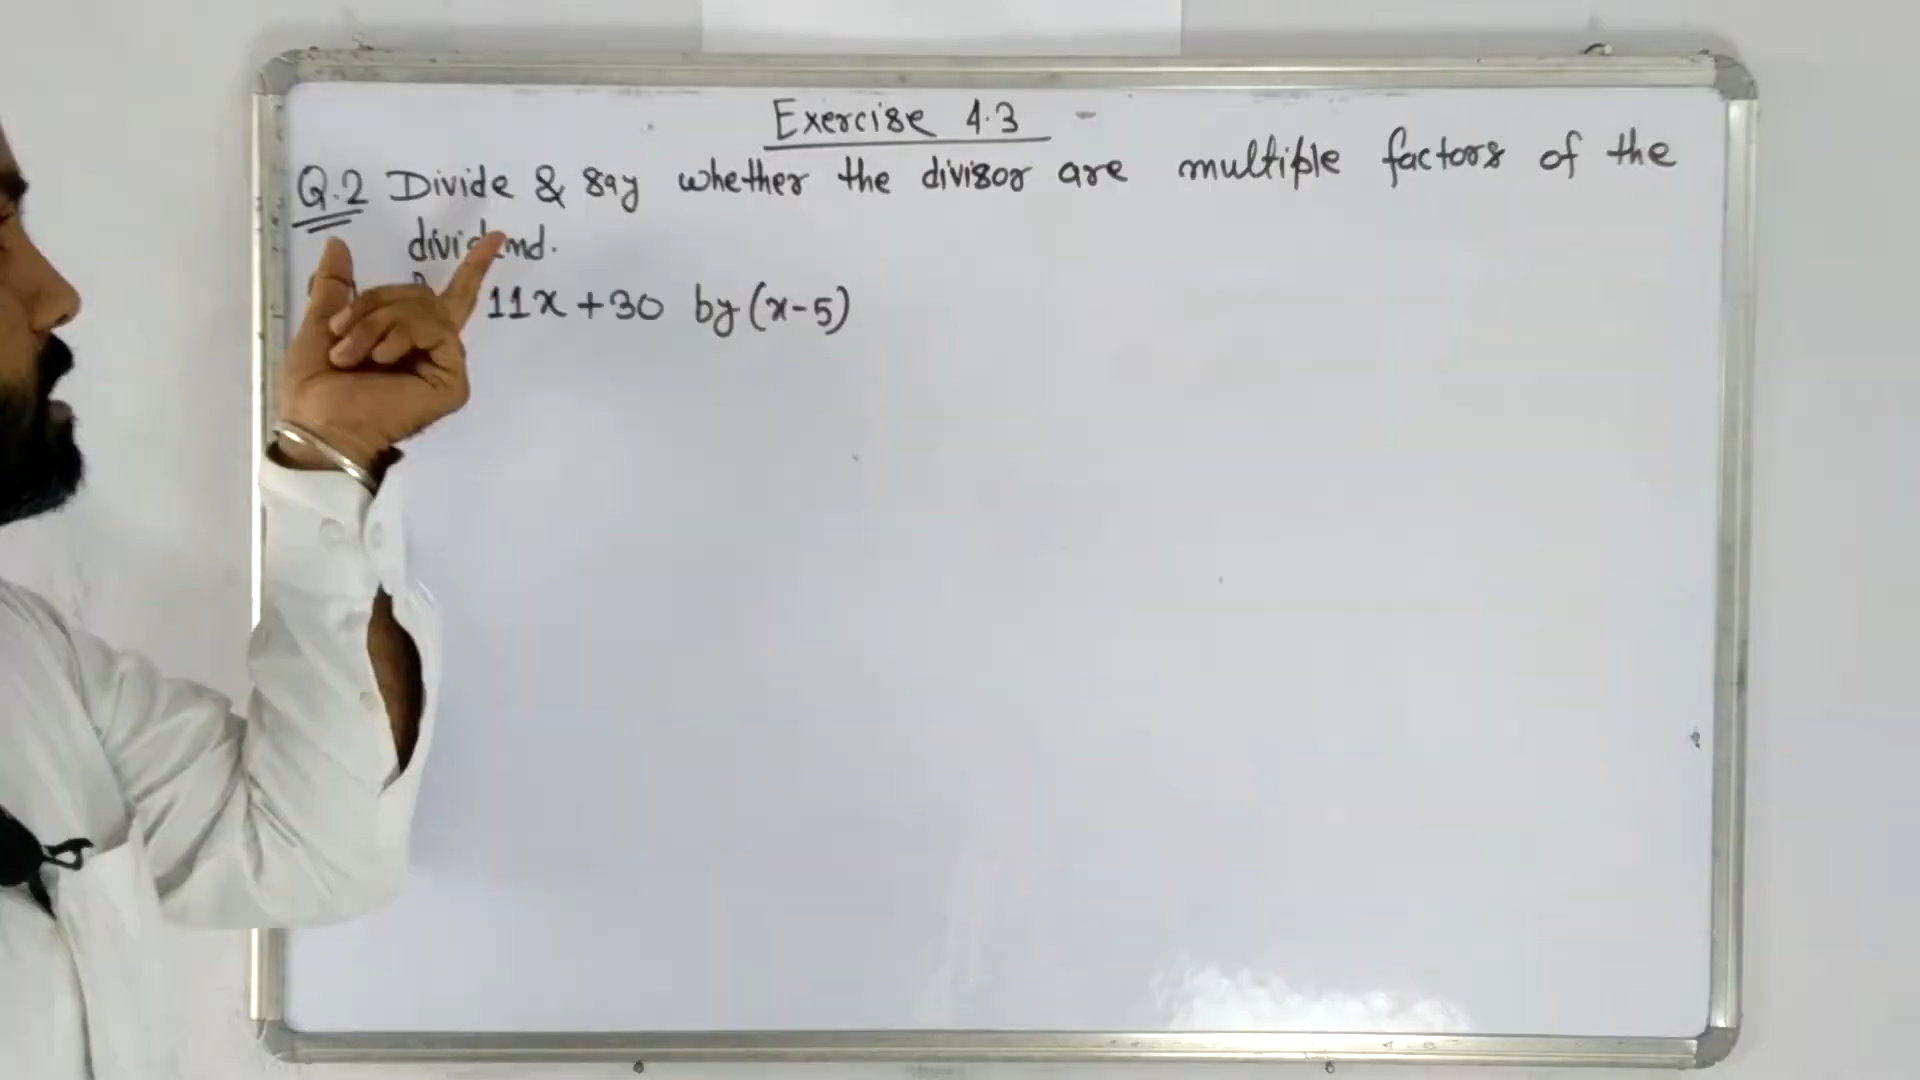 Exercise 4.3
Q.2 Divide & say whether the divisor are multiple factors of the
dividend.
11x + 30 by (x-5)